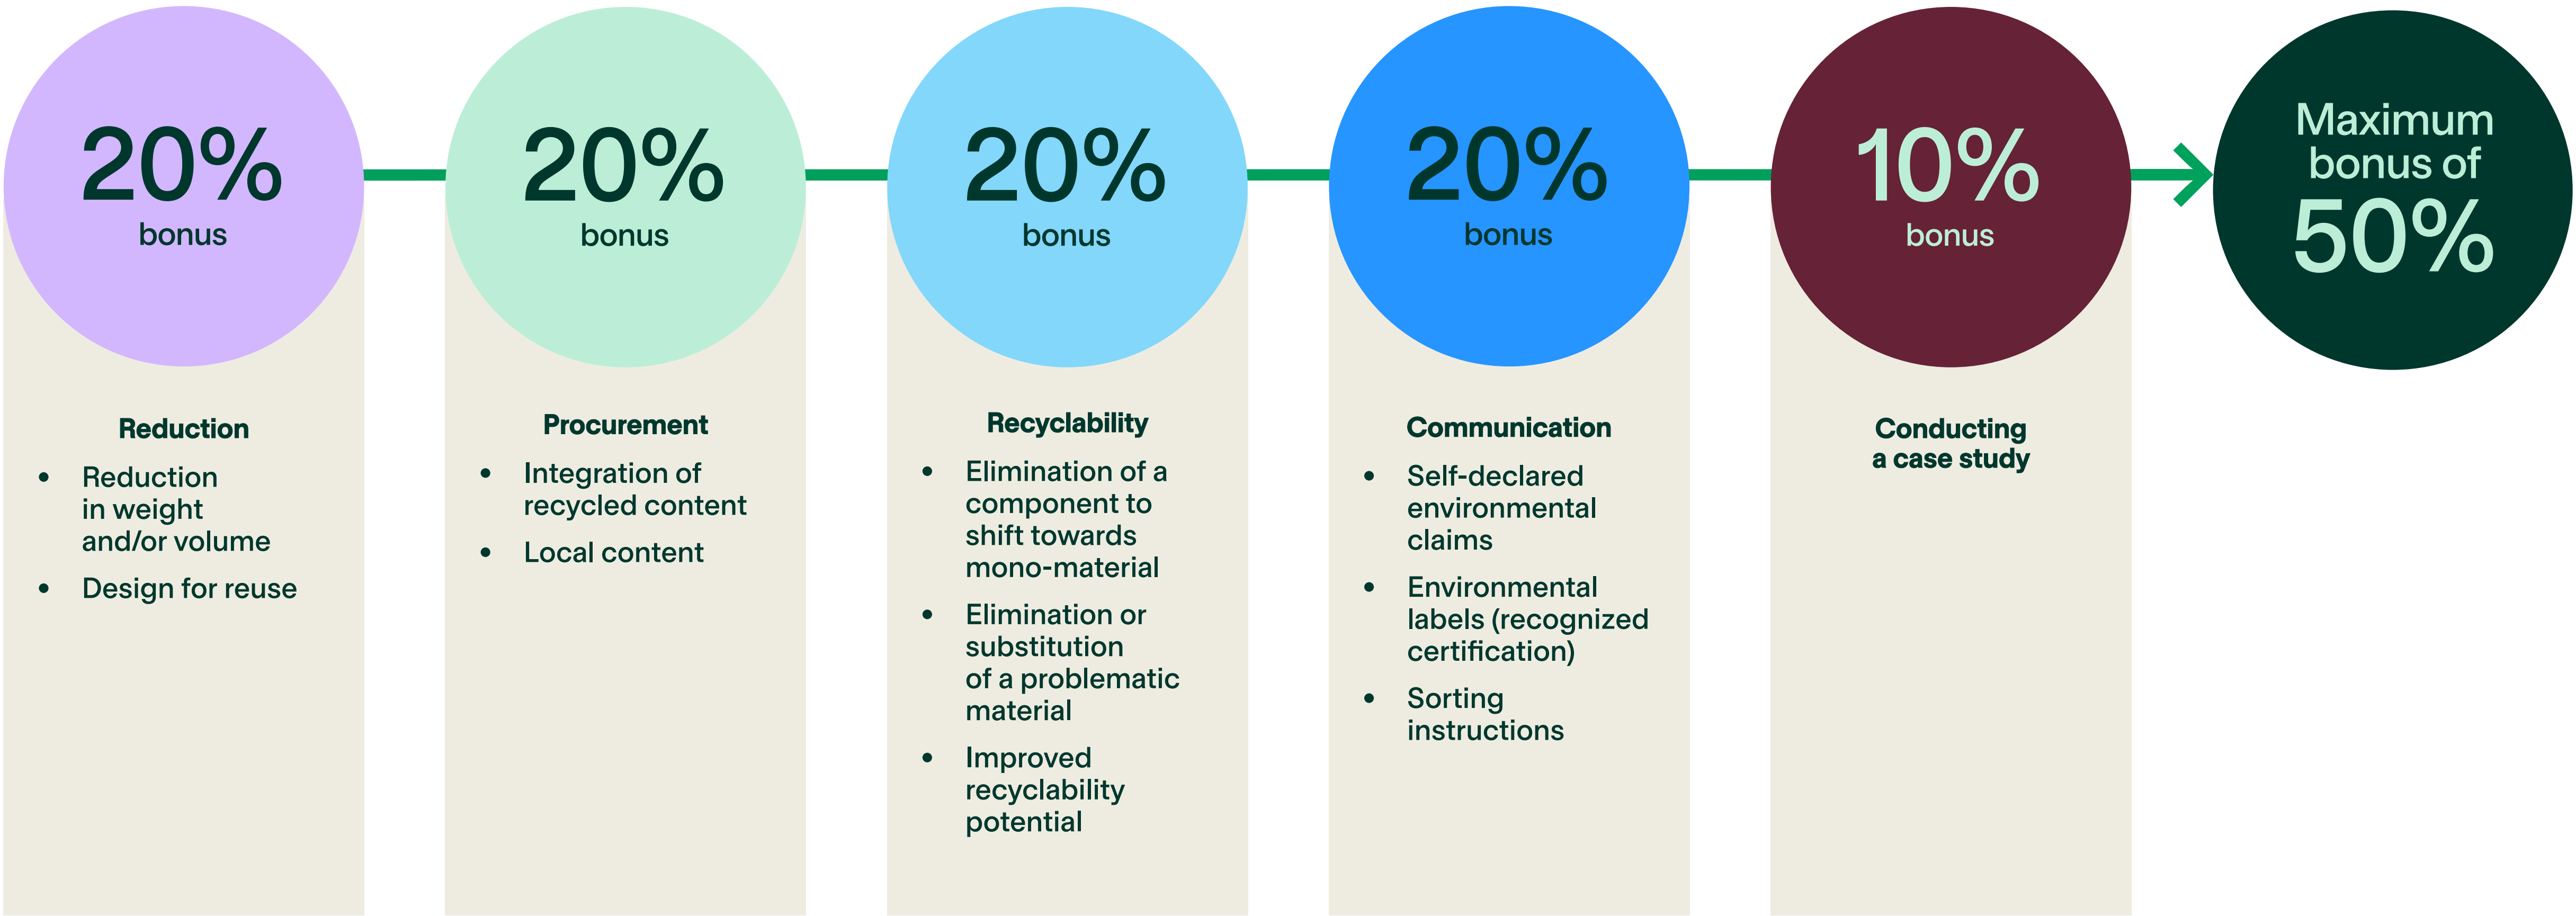 20%
bonus
Reduction
• Reduction
in weight
and/or volume
• Design for reuse
20%
bonus
Procurement
• Integration of
recycled content
• Local content
20%
bonus
Recyclability
• Elimination of a
component to
shift towards
mono-material
• Elimination or
substitution
of a problematic
material
• Improved
recyclability
potential
20%
bonus
Communication
• Self-declared
environmental
claims
• Environmental
labels (recognized
certification)
• Sorting
instructions
10%
bonus
Conducting
a case study
Maximum
bonus of
50%